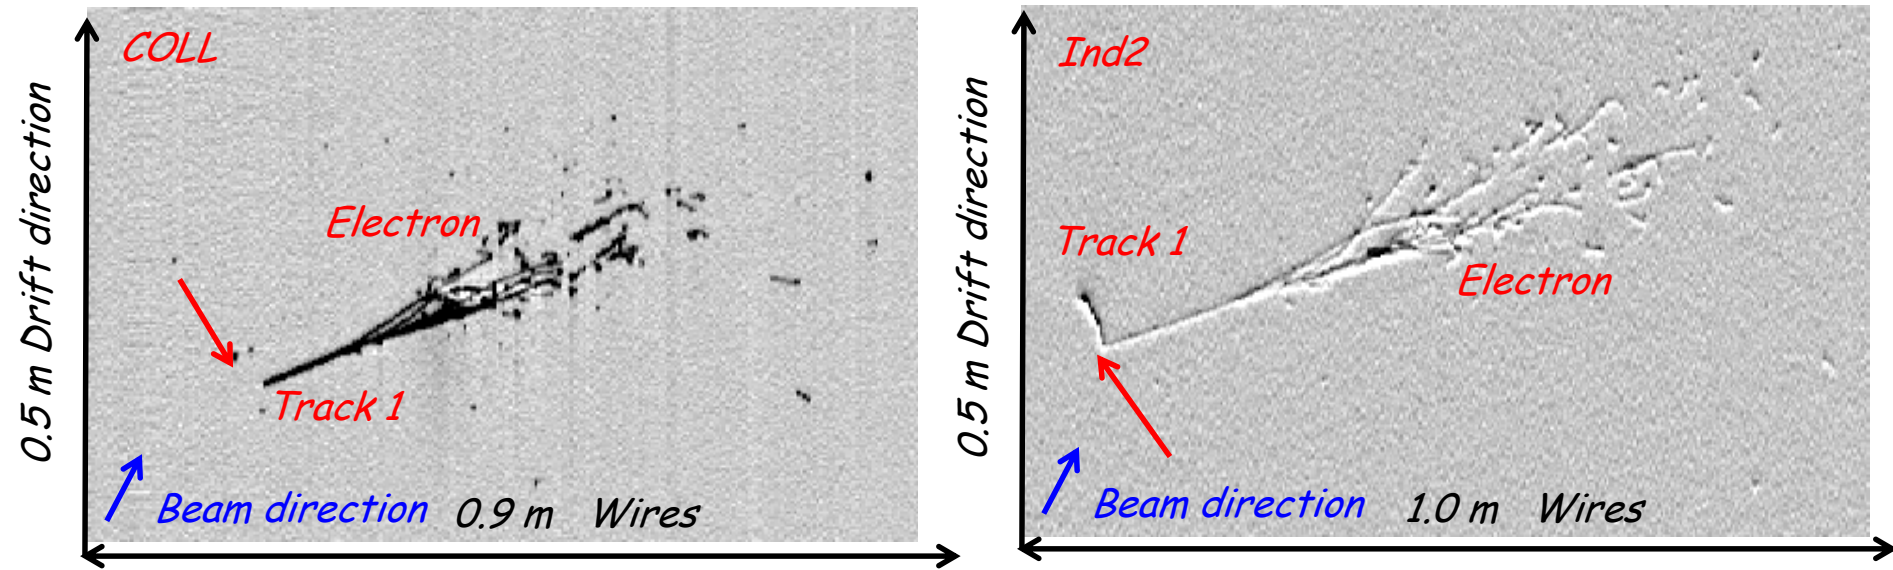 COLL
0.5 m Drift direction
Electron
Track 1
Beam direction 0.9 m Wires
Ind2
0.5 m Drift direction
Track 1
Electron
Beam direction 1.0 m Wires